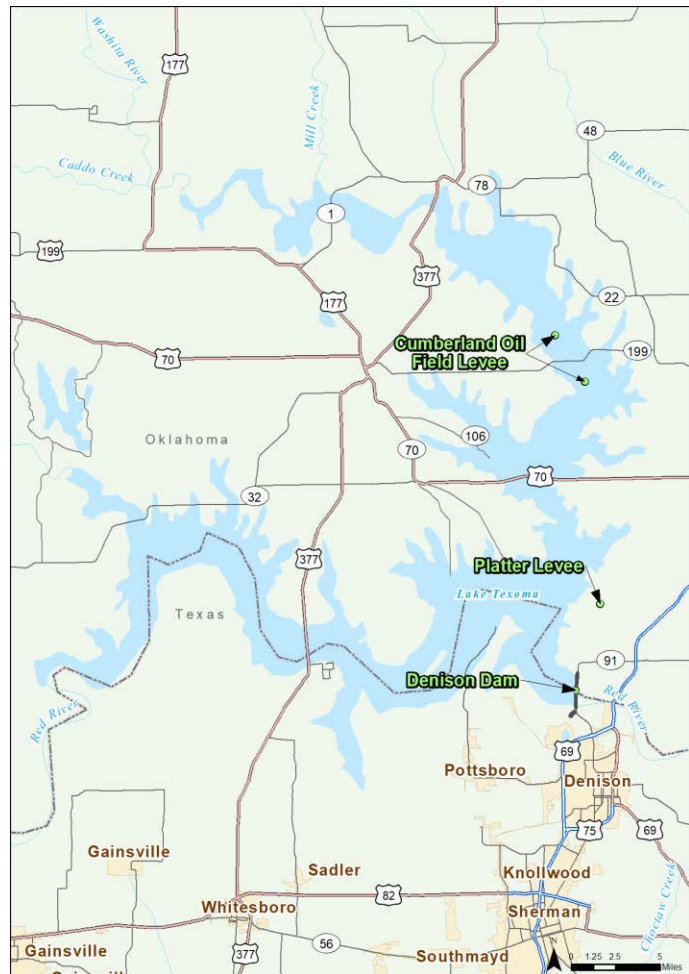 Washita River
177
Mill Creek
48
Blue River
Caddo Creek
78
1
199
377
22
177
Cumberland Oil
Field Levee
199
70
106
Oklahoma
70
70
32
377
Platter Levee
Lake Texoma
Texas
91
Denison Dam
Red River
Red River
69
Pottsboro
Denison
75
69
Gainsville
Sadler
Knollwood
82
Whitesboro
Sherman
Choctaw Creek
56
Gainsville
377
Southmayd
N
0 1.25 2.5 5
Miles